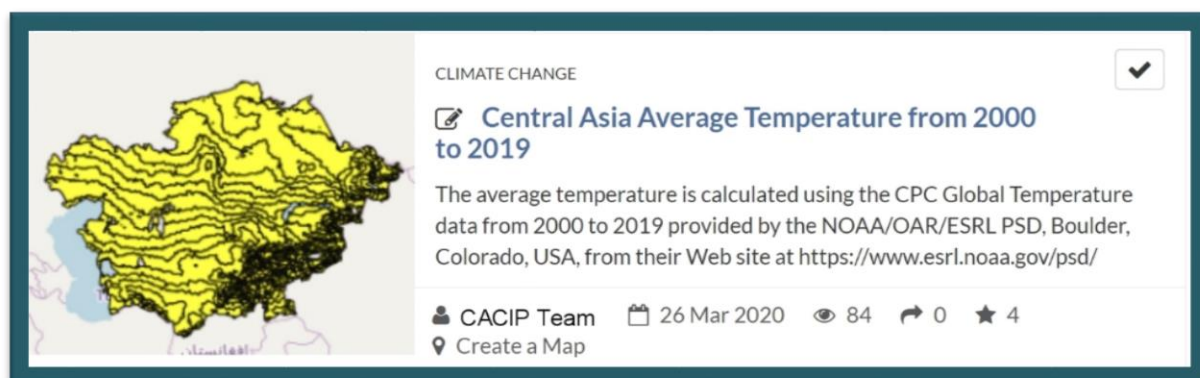 CLIMATE CHANGE
Central Asia Average Temperature from 2000
to 2019
The average temperature is calculated using the CPC Global Temperature
data from 2000 to 2019 provided by the NOAA/OAR/ESRL PSD, Boulder,
Colorado, USA, from their Web site at https://www.esrl.noaa.gov/psd/
CACIP Team 26 Mar 2020 84 0 4
Create a Map